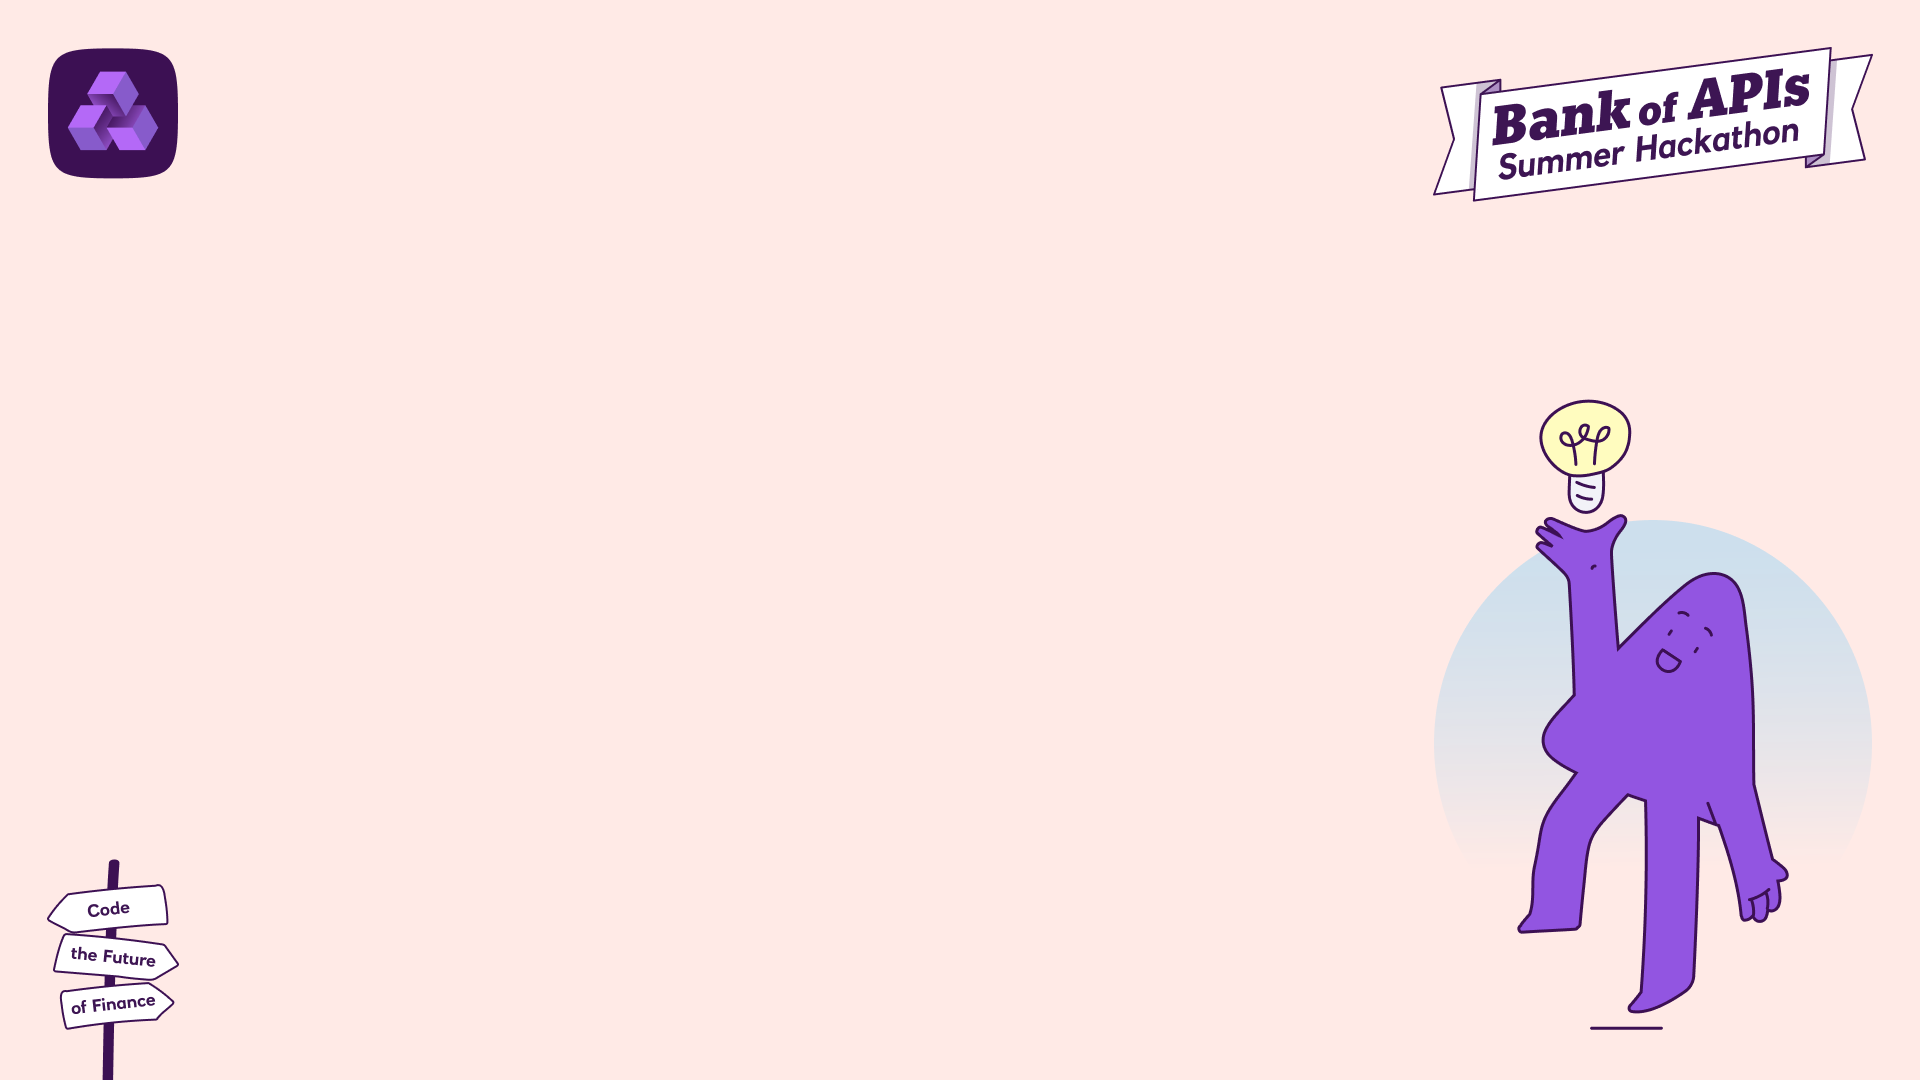 Bank of APIs
Summer Hackathon
Code
the Future
of Finance